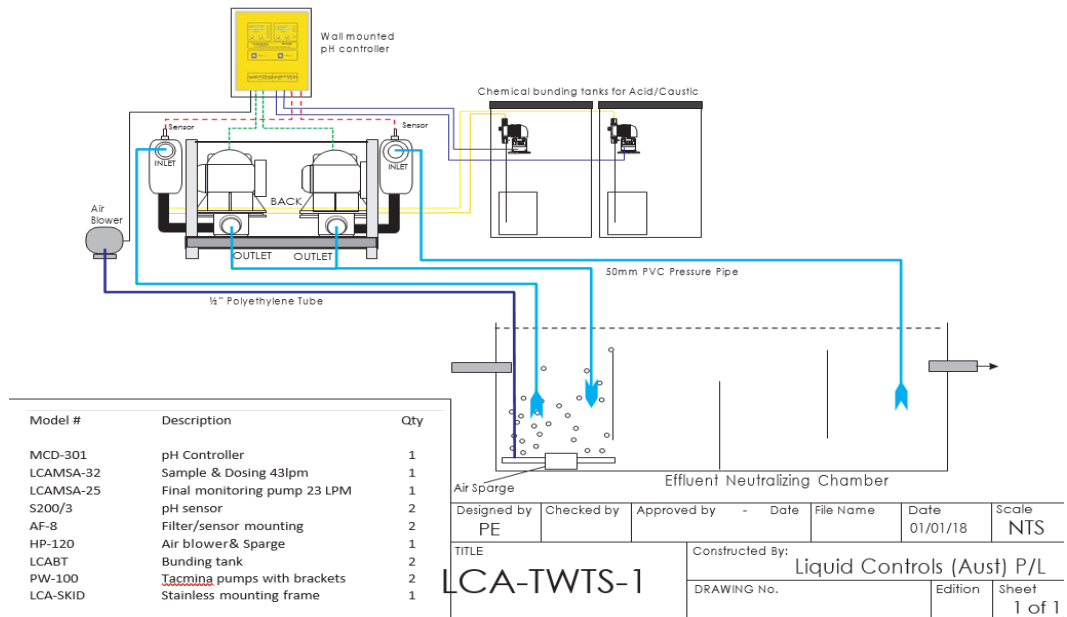 Wall mounted
pH controller
Chemical bunding tanks for Acid/Caustic
Sensor
Sensor
INLET
INLET
BACK
Air
Blower
OUTLET
OUTLET
50mm PVC Pressure Pipe
½" Polyethylene Tube
Air Sparge
Effluent Neutralizing Chamber
Model # Description Qty
MCD-301 pH Controller 1
LCAMSA-32 Sample & Dosing 43lpm 1
LCAMSA-25 Final monitoring pump 23 LPM 1
S200/3 pH sensor 2
AF-8 Filter/sensor mounting 2
HP-120 Air blower& Sparge 1
LCABT Bunding tank 2
PW-100 Tacmina pumps with brackets 2
LCA-SKID Stainless mounting frame 1
Designed by Checked by Approved by - Date File Name Date Scale
PE 01/01/18 NTS
TITLE Constructed By:
LCA-TWTS-1 Liquid Controls (Aust) P/L
DRAWING No. Edition Sheet
1 of 1